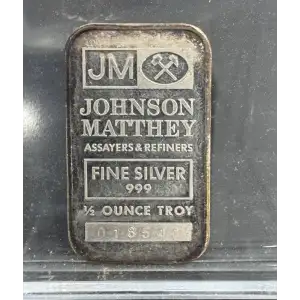 JM
JOHNSON
MATTHEY
ASSAYERS & REFINERS
FINE SILVER
999
½ OUNCE TROY